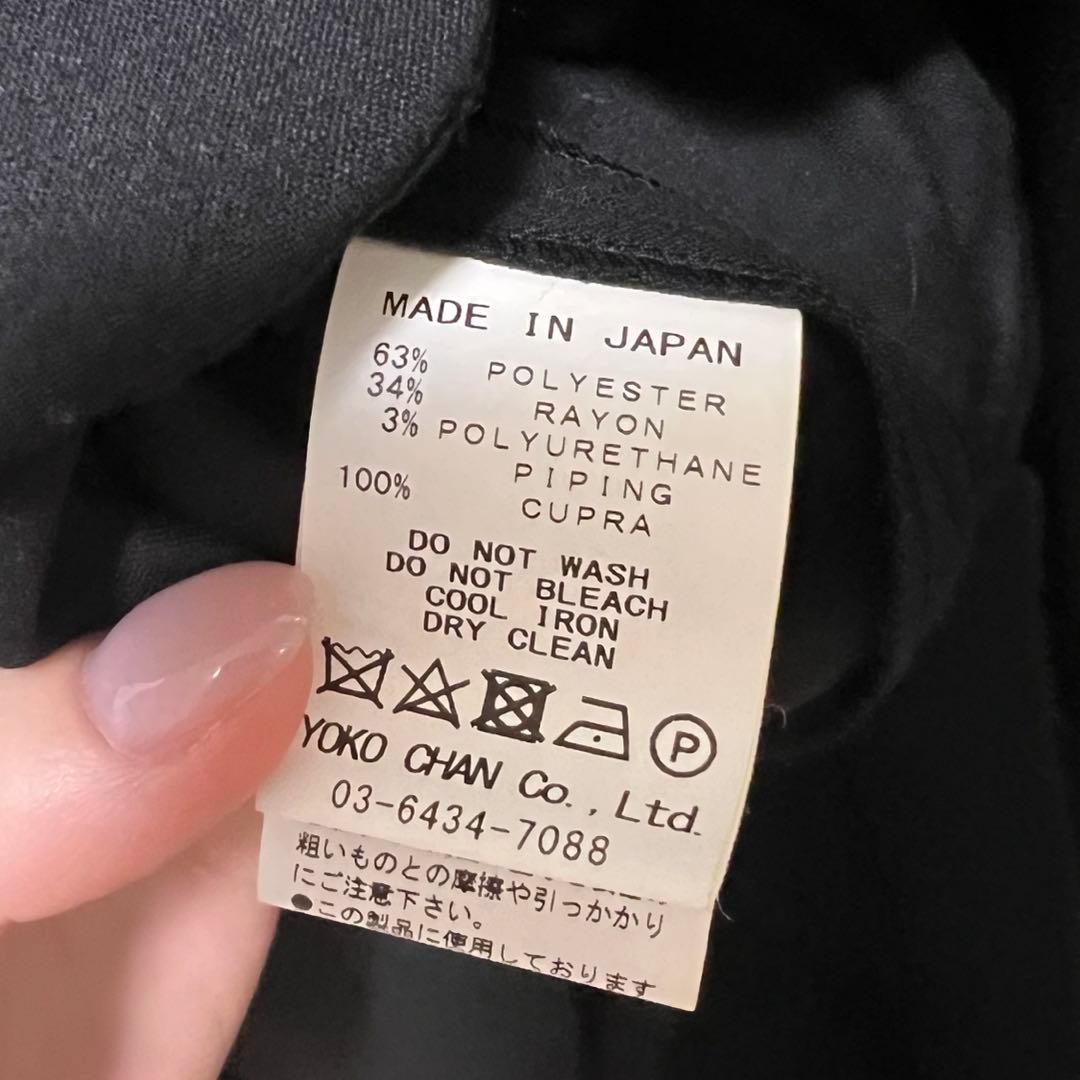 MADE IN JAPAN
63% POLYESTER
34% RAYON
3% POLYURETHANE
PIPING
100% CUPRA
DO NOT WASH
DO NOT BLEACH
COOL IRON
DRY CLEAN
P
YOKO CHAN Co., Ltd.
03-6434-7088
粗いものとの摩擦や引っかかり
にご注意下さい。
●この製品に使用しております